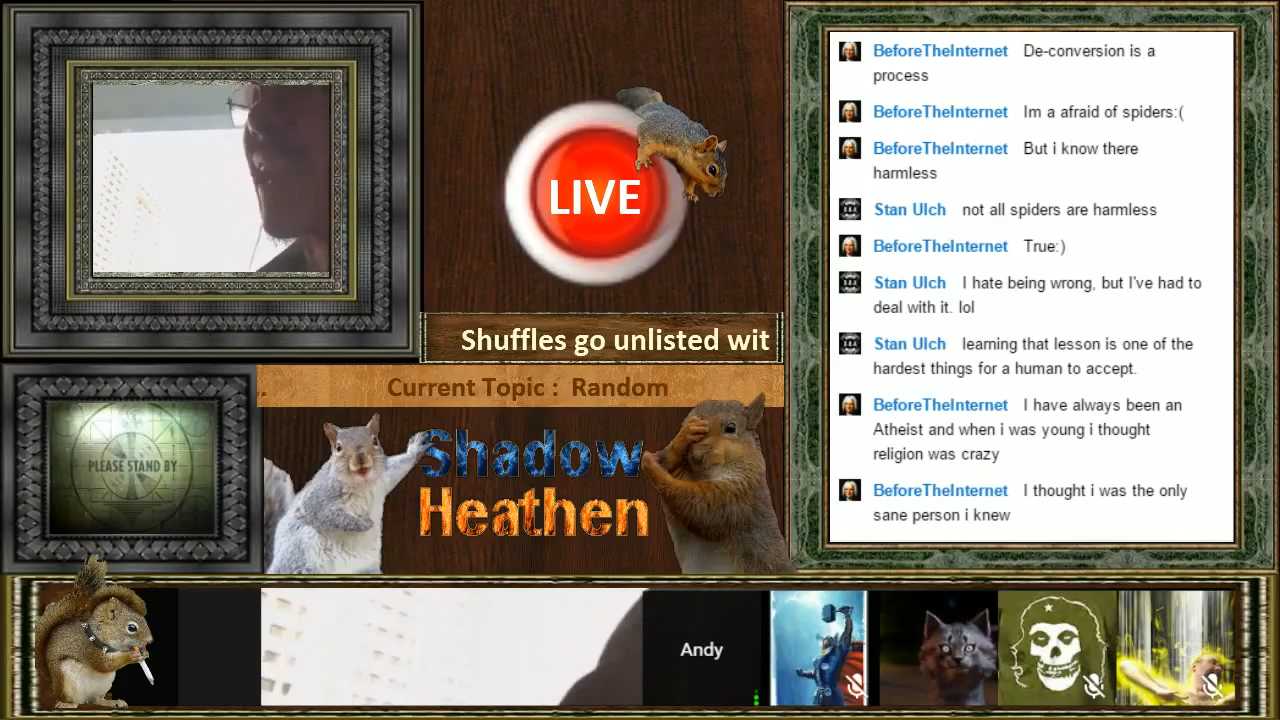 BeforeTheInternet De-conversion is a
process
BeforeTheInternet Im a afraid of spiders:(
BeforeTheInternet But i know there
harmless
Stan Ulch not all spiders are harmless
BeforeTheInternet True:)
Stan Ulch I hate being wrong, but I've had to
deal with it. lol
Stan Ulch learning that lesson is one of the
hardest things for a human to accept.
BeforeTheInternet I have always been an
Atheist and when i was young i thought
religion was crazy
BeforeTheInternet I thought i was the only
sane person i knew
LIVE
Shuffles go unlisted wit
.. Current Topic : Random
PLEASE STAND BY
Shadow
Heathen
Andy